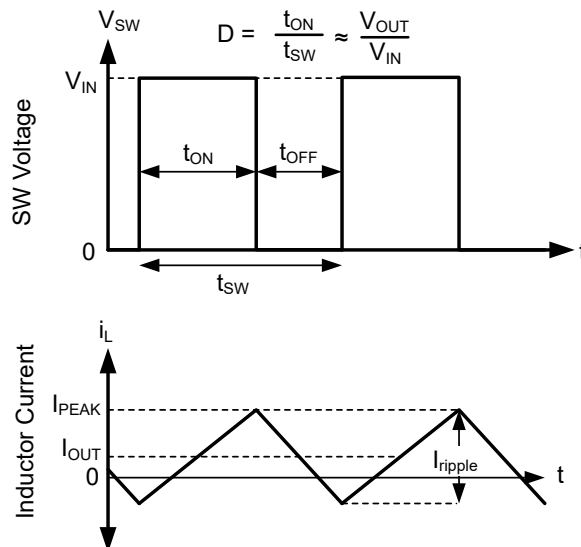 V_SW
D = t_ON / t_SW ≈ V_OUT / V_IN
V_IN
SW Voltage
t_ON
t_OFF
0
t
t_SW
i_L
Inductor Current
I_PEAK
I_OUT
I_ripple
0
t